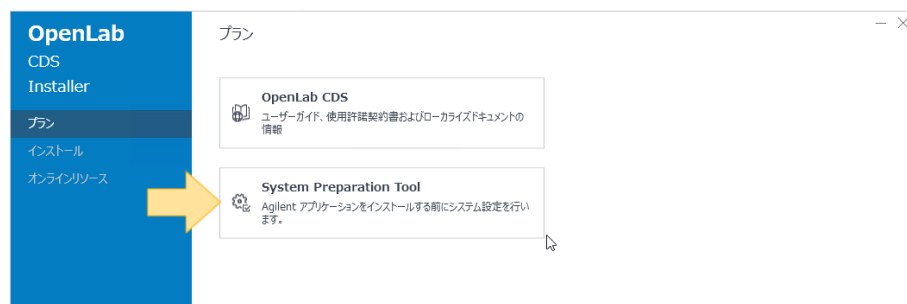 OpenLab
CDS
Installer
プラン
インストール
オンラインリソース
プラン
OpenLab CDS
ユーザーガイド、使用許諾契約書およびローカライズドキュメントの
情報
System Preparation Tool
Agilent アプリケーションをインストールする前にシステム設定を行い
ます。